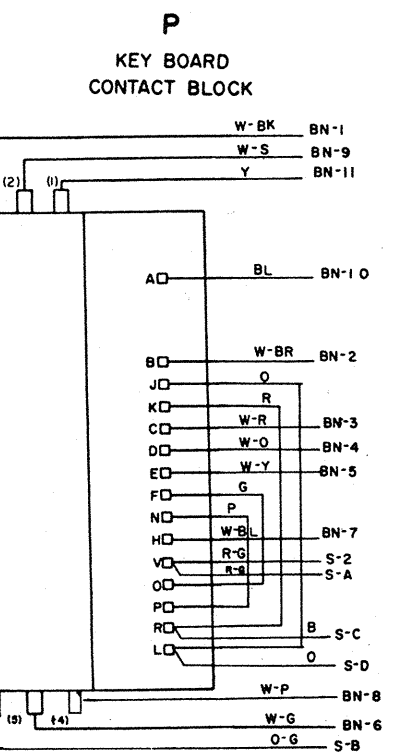 P
KEY BOARD
CONTACT BLOCK
W-BK BN-1
W-S BN-9
(2) (1) Y BN-11
A BL BN-10
B W-BR BN-2
J O
K R
C W-R BN-3
D W-O BN-4
E W-Y BN-5
F G
N P
H W-BL BN-7
V R-G S-2
R-G S-A
O
P
R B S-C
L O S-D
W-P BN-8
(5) (4) W-G BN-6
O-G S-B